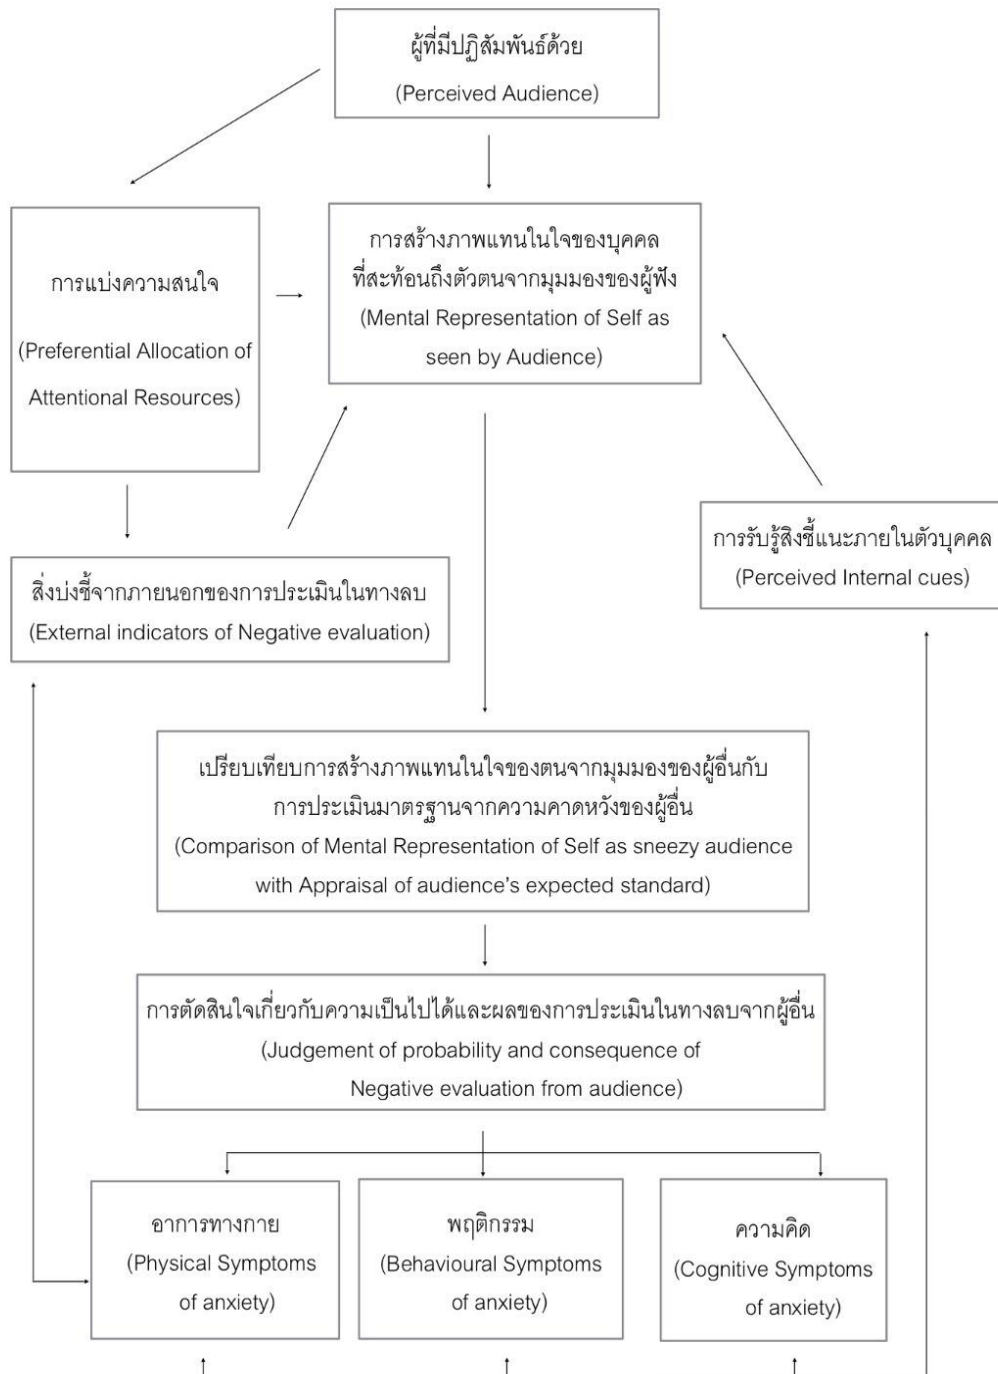 ผู้ที่มีปฏิสัมพันธ์ด้วย
(Perceived Audience)
การแบ่งความสนใจ
(Preferential Allocation of
Attentional Resources)
การสร้างภาพแทนในใจของบุคคล
ที่สะท้อนถึงตัวตนจากมุมมองของผู้ฟัง
(Mental Representation of Self as
seen by Audience)
การรับรู้สิ่งชี้แนะภายในตัวบุคคล
(Perceived Internal cues)
สิ่งบ่งชี้จากภายนอกของการประเมินในทางลบ
(External indicators of Negative evaluation)
เปรียบเทียบการสร้างภาพแทนในใจของตนจากมุมมองของผู้อื่นกับ
การประเมินมาตรฐานจากความคาดหวังของผู้อื่น
(Comparison of Mental Representation of Self as sneezy audience
with Appraisal of audience's expected standard)
การตัดสินใจเกี่ยวกับความเป็นไปได้และผลของการประเมินในทางลบจากผู้อื่น
(Judgement of probability and consequence of
Negative evaluation from audience)
อาการทางกาย
(Physical Symptoms
of anxiety)
พฤติกรรม
(Behavioural Symptoms
of anxiety)
ความคิด
(Cognitive Symptoms
of anxiety)